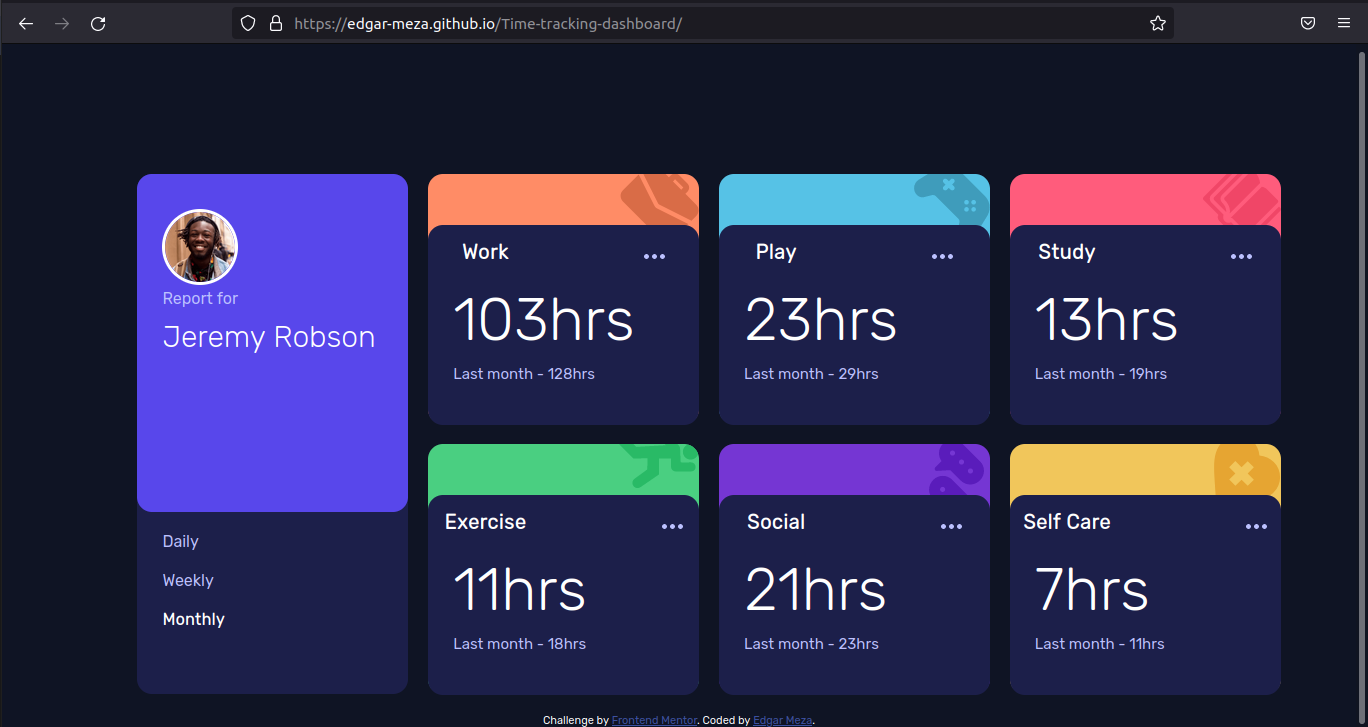 https://edgar-meza.github.io/Time-tracking-dashboard/
Report for
Jeremy Robson
Daily
Weekly
Monthly
Work
103hrs
Last month - 128hrs
Play
23hrs
Last month - 29hrs
Study
13hrs
Last month - 19hrs
Exercise
11hrs
Last month - 18hrs
Social
21hrs
Last month - 23hrs
Self Care
7hrs
Last month - 11hrs
Challenge by Frontend Mentor. Coded by Edgar Meza.